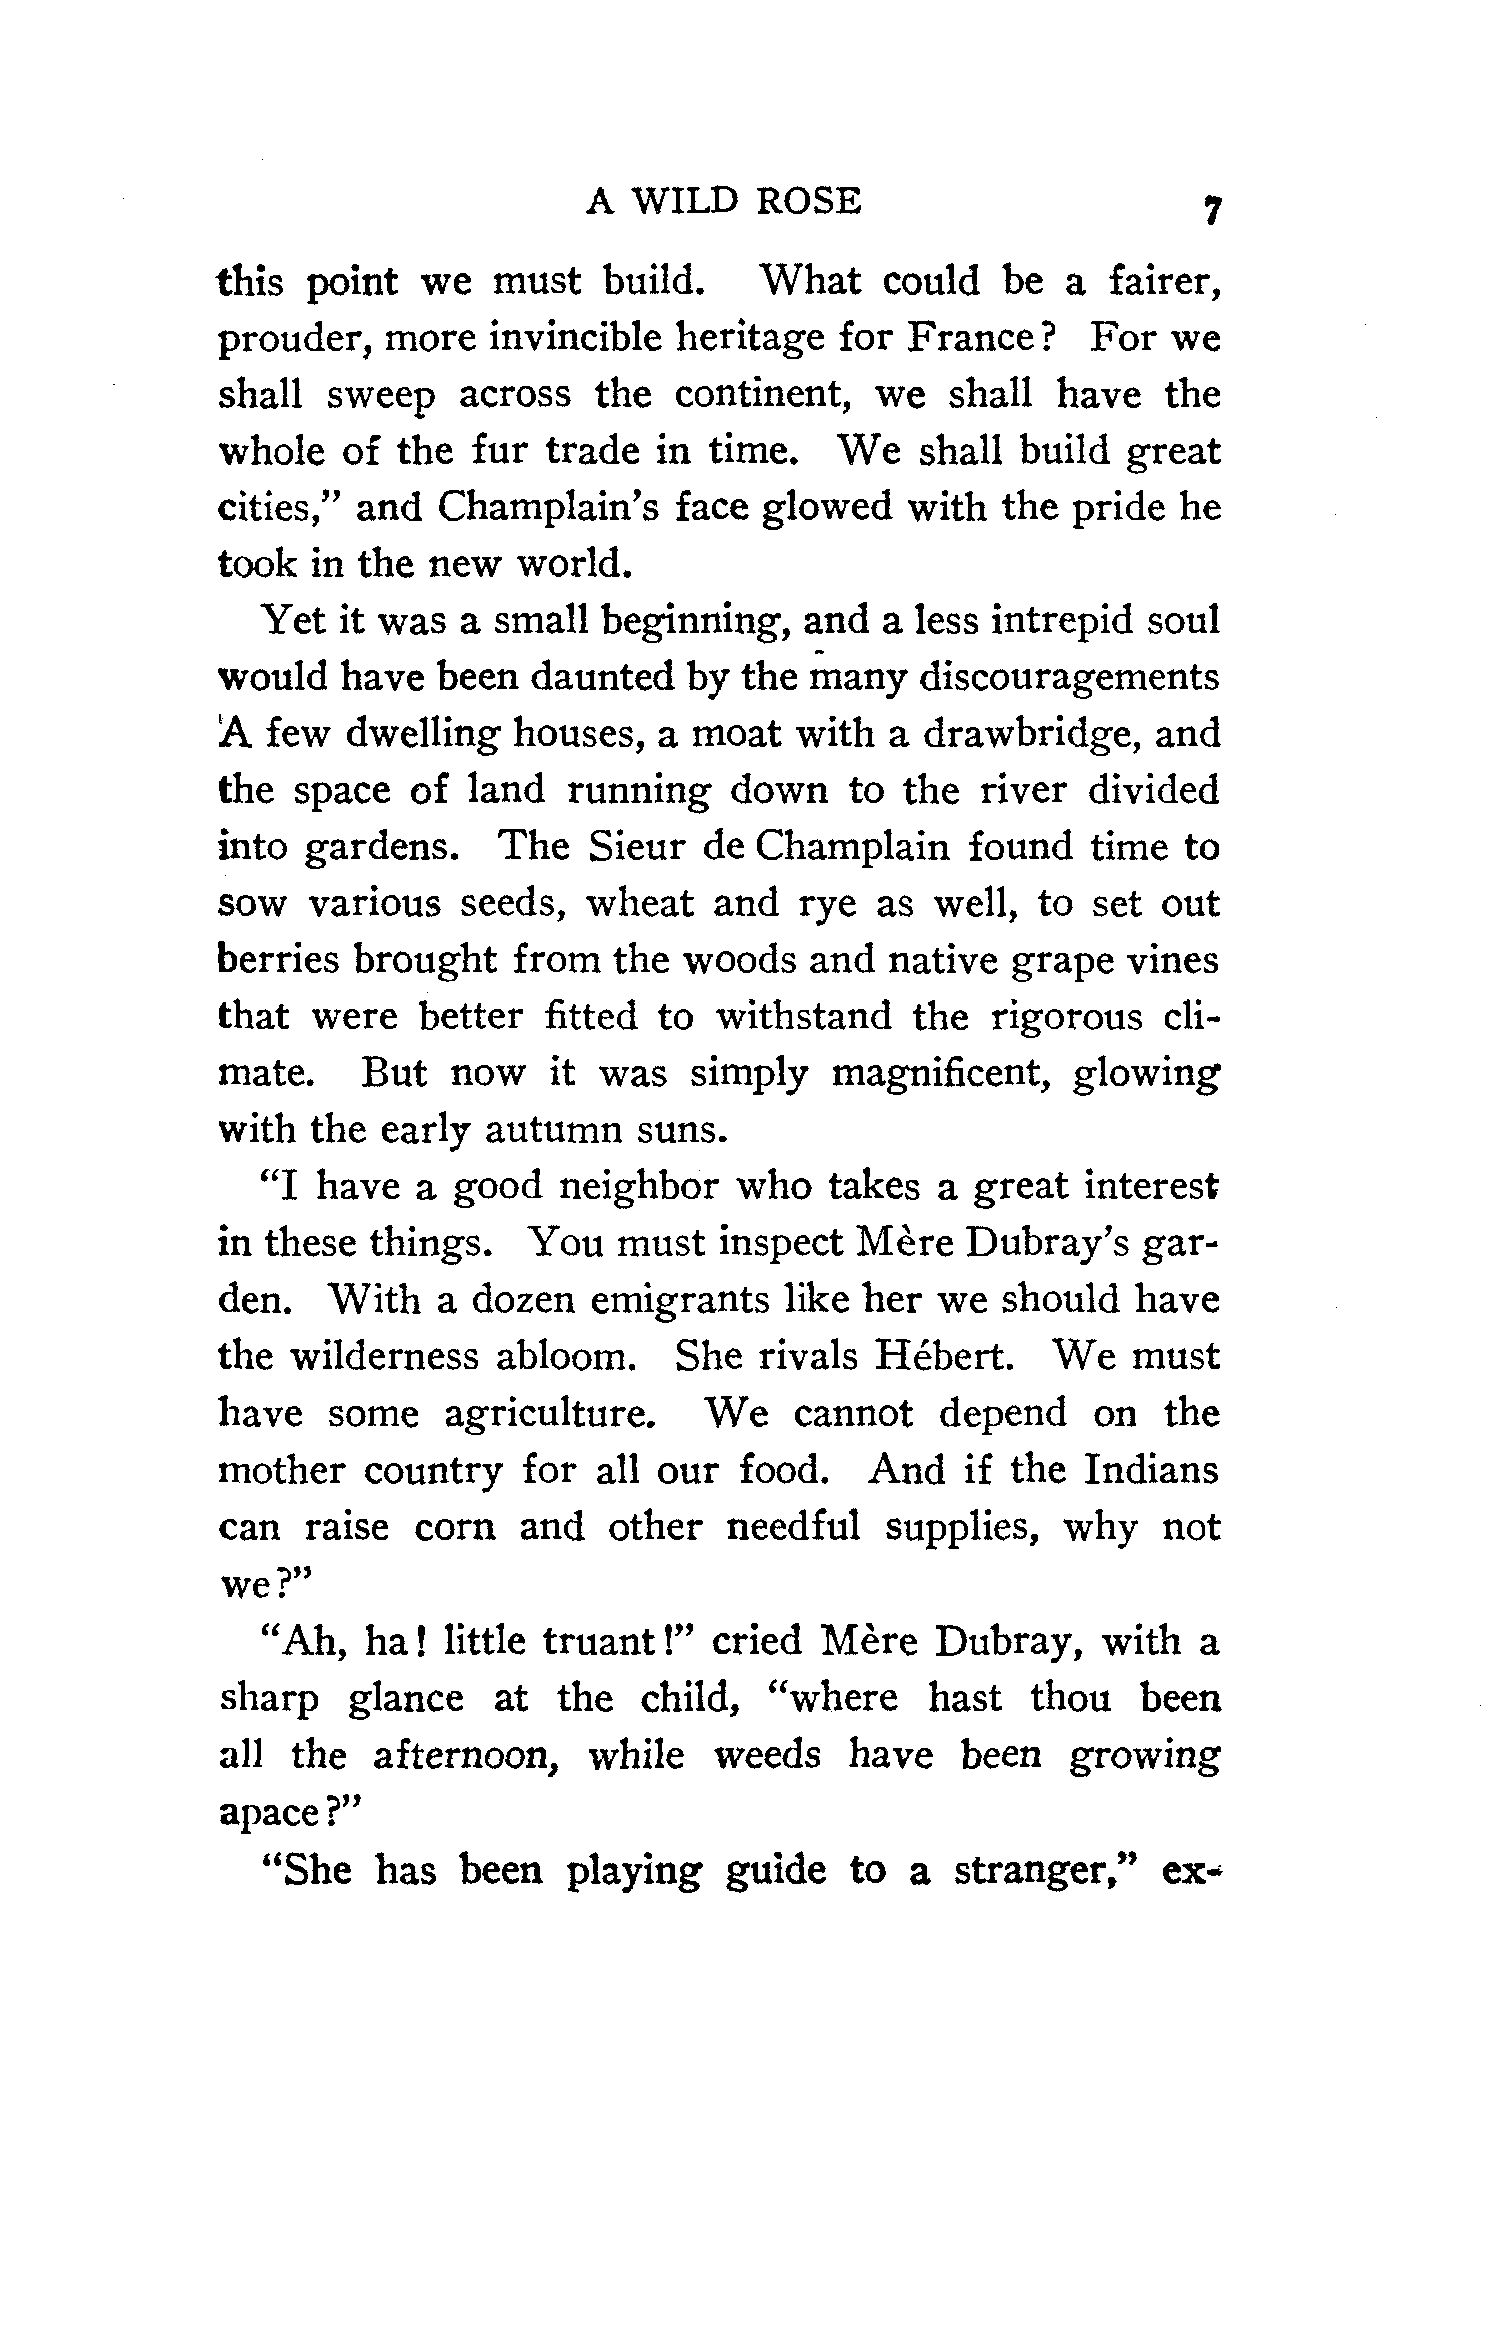 A WILD ROSE 7
this point we must build. What could be a fairer,
prouder, more invincible heritage for France? For we
shall sweep across the continent, we shall have the
whole of the fur trade in time. We shall build great
cities,” and Champlain’s face glowed with the pride he
took in the new world.
Yet it was a small beginning, and a less intrepid soul
would have been daunted by the many discouragements
A few dwelling houses, a moat with a drawbridge, and
the space of land running down to the river divided
into gardens. The Sieur de Champlain found time to
sow various seeds, wheat and rye as well, to set out
berries brought from the woods and native grape vines
that were better fitted to withstand the rigorous cli-
mate. But now it was simply magnificent, glowing
with the early autumn suns.
“I have a good neighbor who takes a great interest
in these things. You must inspect Mère Dubray’s gar-
den. With a dozen emigrants like her we should have
the wilderness abloom. She rivals Hébert. We must
have some agriculture. We cannot depend on the
mother country for all our food. And if the Indians
can raise corn and other needful supplies, why not
we?”
“Ah, ha! little truant!” cried Mère Dubray, with a
sharp glance at the child, “where hast thou been
all the afternoon, while weeds have been growing
apace?”
“She has been playing guide to a stranger,” ex-